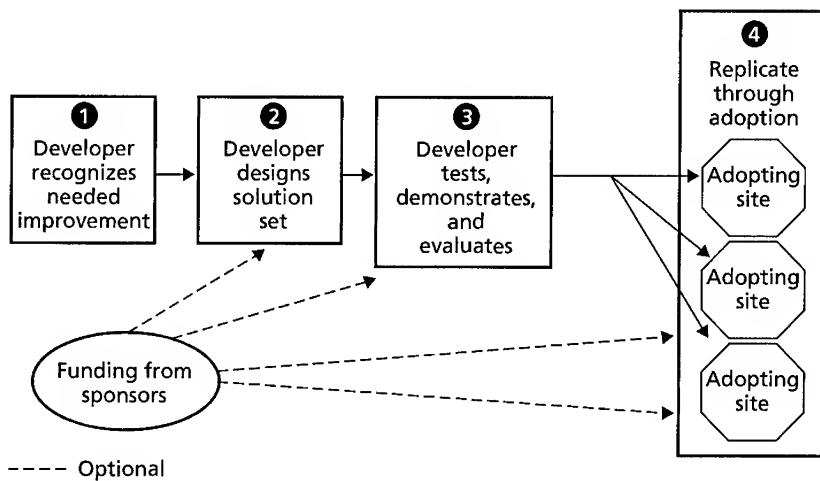 1
Developer
recognizes
needed
improvement
2
Developer
designs
solution
set
3
Developer
tests,
demonstrates,
and
evaluates
4
Replicate
through
adoption
Adopting
site
Adopting
site
Adopting
site
Funding from
sponsors
Optional